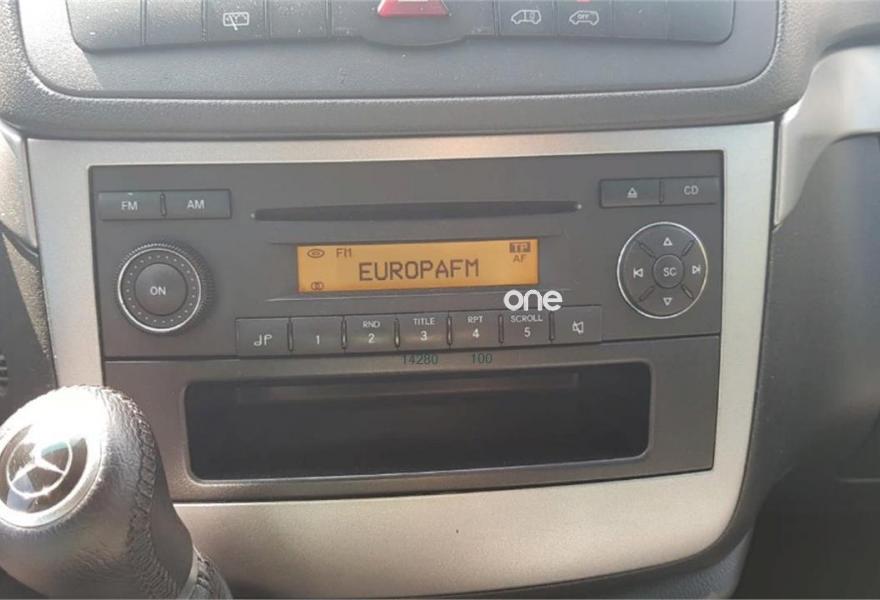 OFF
FM AM
CD
FM TP
AF
EUROPAFM
ON
SC
one
1
RND
2
TITLE
3
RPT
4
SCROLL
5
14280 100